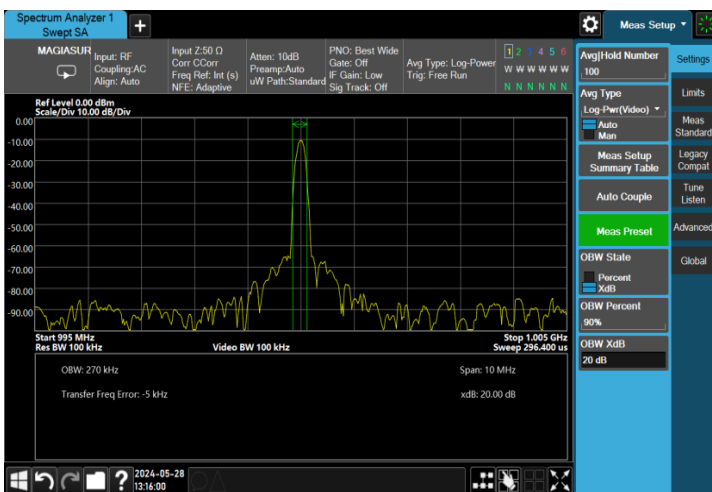 Spectrum Analyzer 1
Swept SA
+
Meas Setup
MAGIASUR
Input: RF
Coupling:AC
Align: Auto
Input Z:50 Ω
Corr CCorr
Freq Ref: Int (s)
NFE: Adaptive
Atten: 10dB
Preamp:Auto
uW Path:Standard
PNO: Best Wide
Gate: Off
IF Gain: Low
Sig Track: Off
Avg Type: Log-Power
Trig: Free Run
1 2 3 4 5 6
W W W W W W
N N N N N N
Ref Level 0.00 dBm
Scale/Div 10.00 dB/Div
0.00
-10.00
-20.00
-30.00
-40.00
-50.00
-60.00
-70.00
-80.00
-90.00
Start 995 MHz
Res BW 100 kHz
Video BW 100 kHz
Stop 1.005 GHz
Sweep 296.400 us
OBW: 270 kHz
Span: 10 MHz
Transfer Freq Error: -5 kHz
xdB: 20.00 dB
Avg|Hold Number
100
Avg Type
Log-Pwr(Video)
Auto
Man
Meas Setup
Summary Table
Auto Couple
Meas Preset
OBW State
Percent
XdB
OBW Percent
90%
OBW XdB
20 dB
Settings
Limits
Meas
Standard
Legacy
Compat
Tune
Listen
Advanced
Global
?
2024-05-28
13:16:00